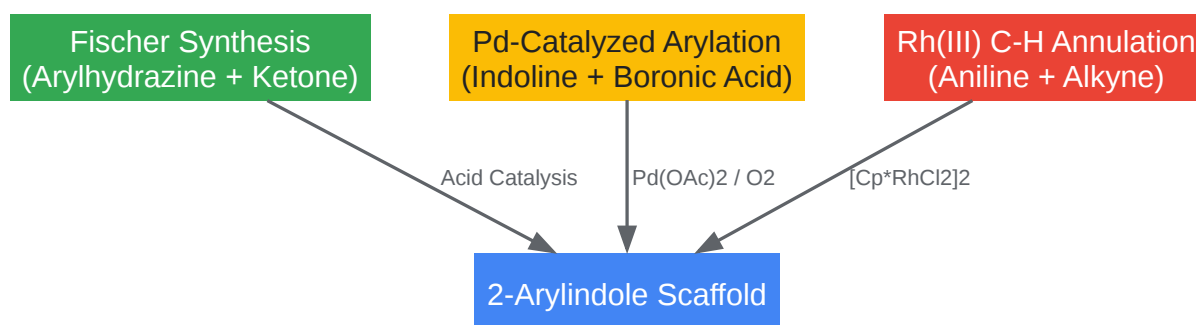 Fischer Synthesis
(Arylhydrazine + Ketone)
Pd-Catalyzed Arylation
(Indoline + Boronic Acid)
Rh(III) C-H Annulation
(Aniline + Alkyne)
Acid Catalysis
Pd(OAc)2 / O2
[Cp*RhCl2]2
2-Arylindole Scaffold